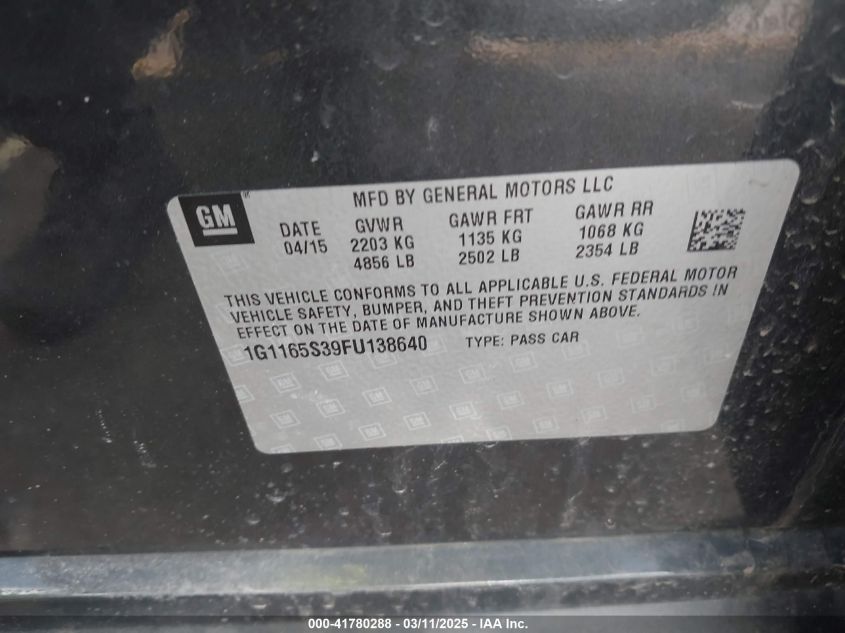 MFD BY GENERAL MOTORS LLC
GM
DATE GVWR GAWR FRT GAWR RR
04/15 2203 KG 1135 KG 1068 KG
4856 LB 2502 LB 2354 LB
THIS VEHICLE CONFORMS TO ALL APPLICABLE U.S. FEDERAL MOTOR
VEHICLE SAFETY, BUMPER, AND THEFT PREVENTION STANDARDS IN
EFFECT ON THE DATE OF MANUFACTURE SHOWN ABOVE.
1G1165S39FU138640 TYPE: PASS CAR
000-41780288 - 03/11/2025 - IAA Inc.